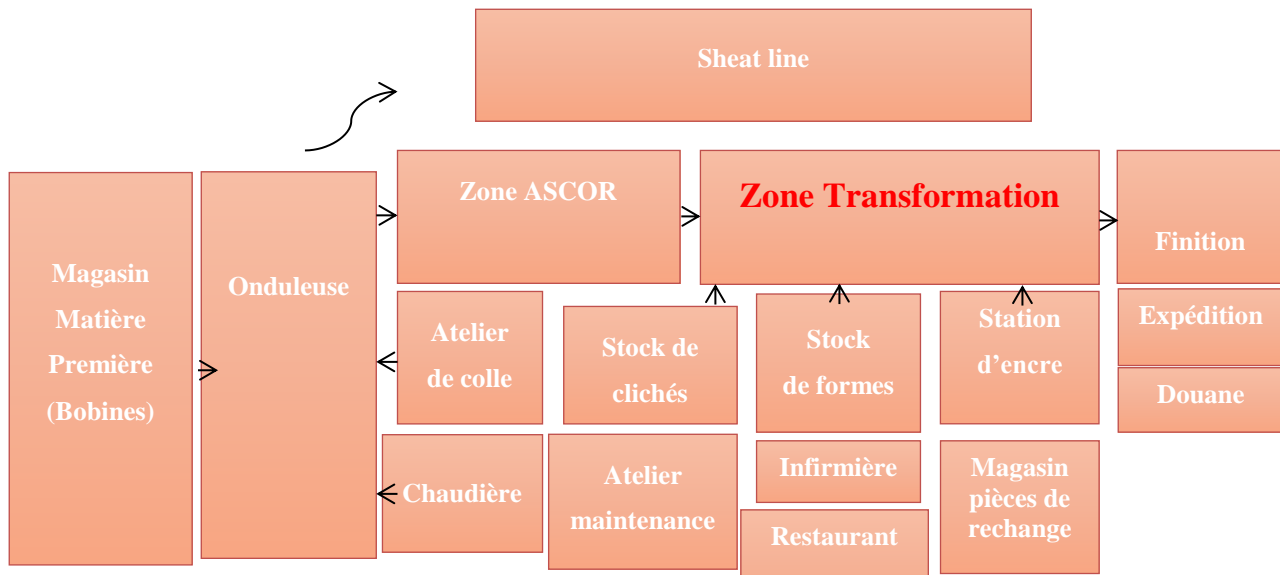 Sheat line
Zone ASCOR
Zone Transformation
Finition
Magasin
Matière
Première
(Bobines)
Onduleuse
Atelier
de colle
Stock de
clichés
Stock
de formes
Station
d’encre
Expédition
Douane
Chaudière
Atelier
maintenance
Infirmière
Restaurant
Magasin
pièces de
rechange